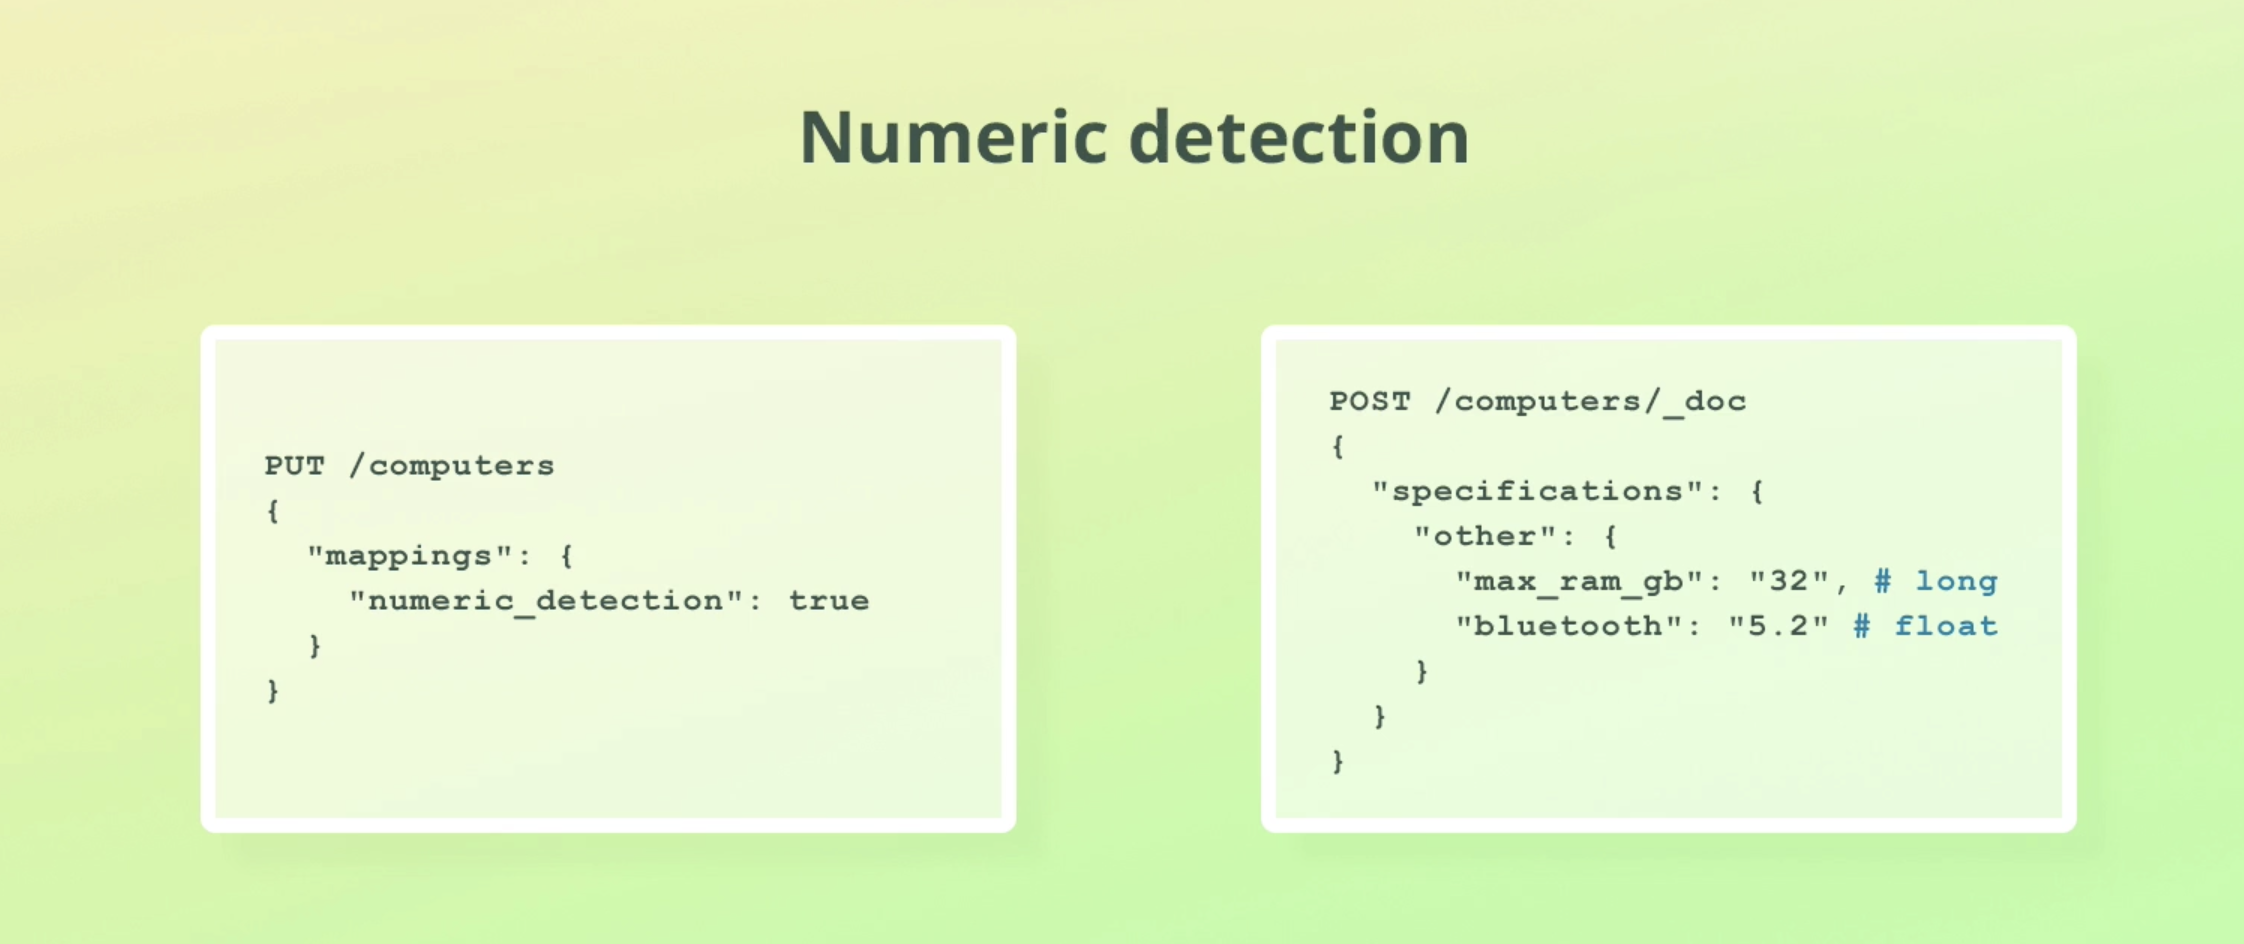 Numeric detection
PUT /computers
{
  "mappings": {
    "numeric_detection": true
  }
}
POST /computers/_doc
{
  "specifications": {
    "other": {
      "max_ram_gb": "32", # long
      "bluetooth": "5.2" # float
    }
  }
}